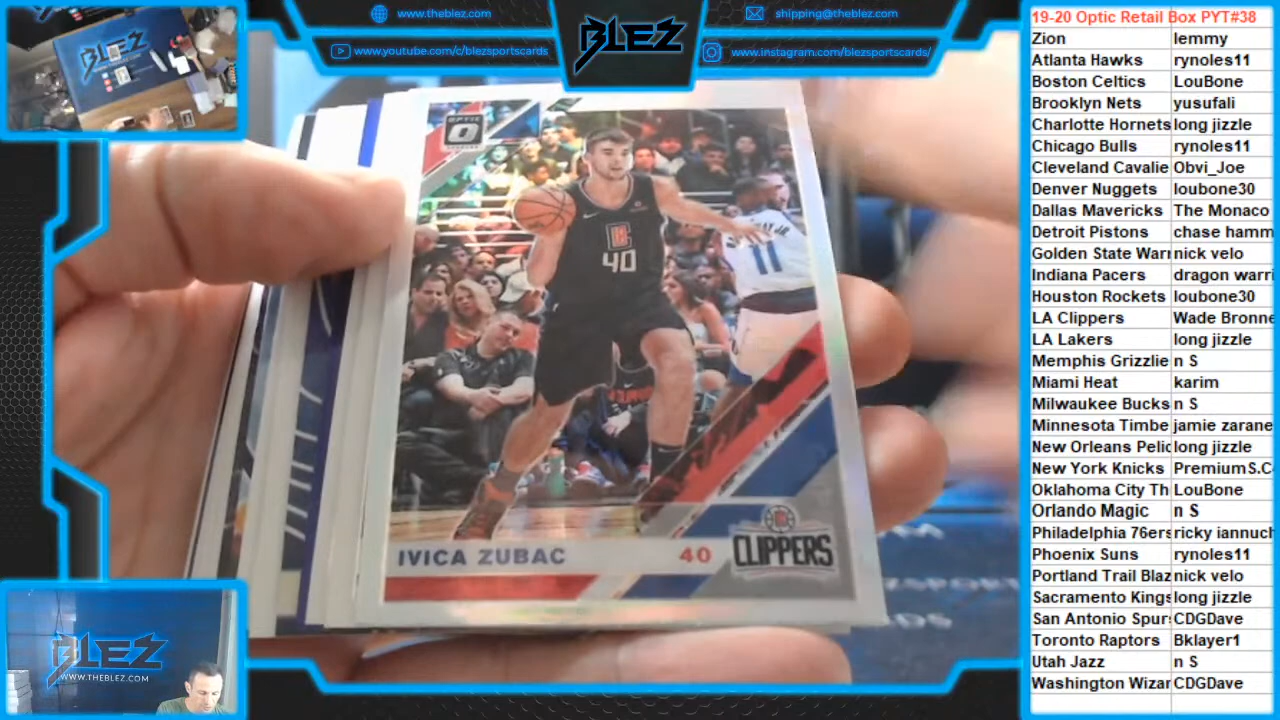 www.theblez.com
shipping@theblez.com
www.youtube.com/c/blezsportscards
BLEZ
www.instagram.com/blezsportscards/
19-20 Optic Retail Box PYT#38
Zion lemmy
Atlanta Hawks rynoles11
Boston Celtics LouBone
Brooklyn Nets yusufali
Charlotte Hornets long jizzle
Chicago Bulls rynoles11
Cleveland Cavalie Obvi_Joe
Denver Nuggets loubone30
Dallas Mavericks The Monaco
Detroit Pistons chase hamm
Golden State Warr nick velo
Indiana Pacers dragon warri
Houston Rockets loubone30
LA Clippers Wade Bronne
LA Lakers long jizzle
Memphis Grizzlie n S
Miami Heat karim
Milwaukee Bucks n S
Minnesota Timbe jamie zarane
New Orleans Pelic long jizzle
New York Knicks PremiumS.C
Oklahoma City Th LouBone
Orlando Magic n S
Philadelphia 76ers ricky iannuch
Phoenix Suns rynoles11
Portland Trail Blaz nick velo
Sacramento Kings long jizzle
San Antonio Spurs CDGDave
Toronto Raptors Bklayer1
Utah Jazz n S
Washington Wizar CDGDave
OPTIC
40
11
IVICA ZUBAC 40 CLIPPERS
BLEZ
WWW.THEBLEZ.COM